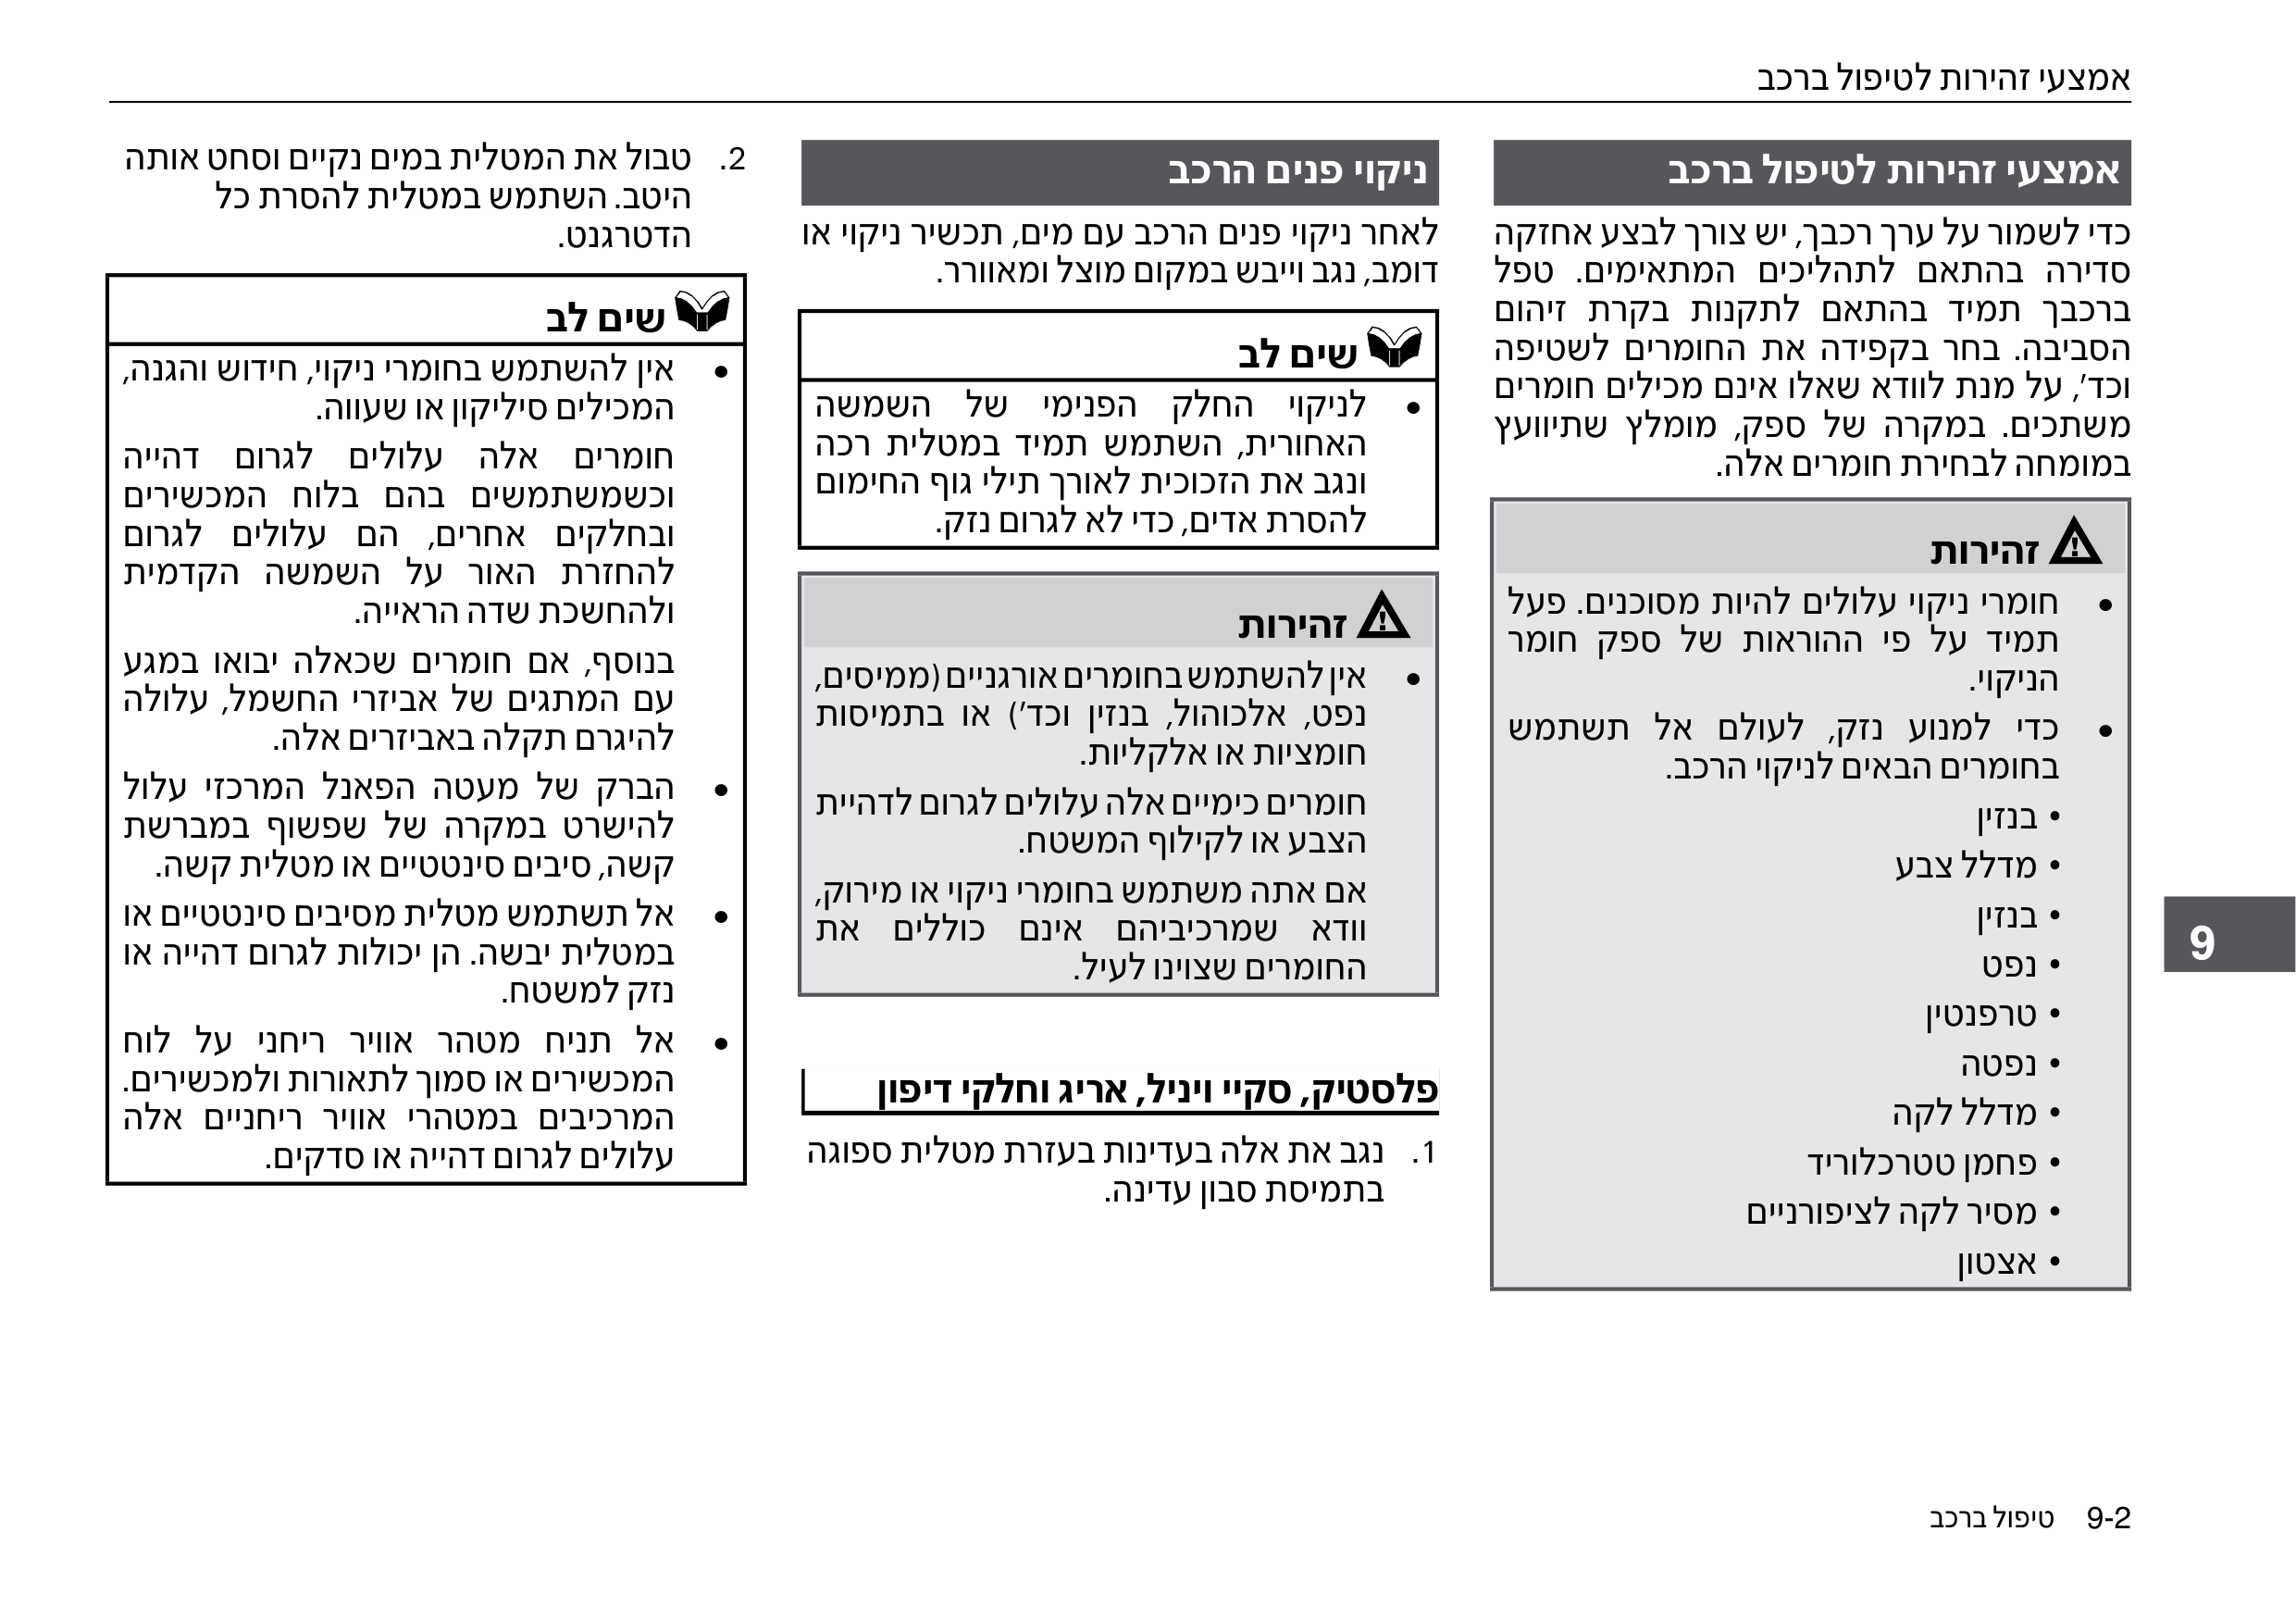 אמצעי זהירות לטיפול ברכב
אמצעי זהירות לטיפול ברכב
כדי לשמור על ערך רכבך, יש צורך לבצע אחזקה
סדירה בהתאם לתהליכים המתאימים. טפל
ברכבך תמיד בהתאם לתקנות בקרת זיהום
הסביבה. בחר בקפידה את החומרים לשטיפה
וכד', על מנת לוודא שאלו אינם מכילים חומרים
משתכים. במקרה של ספק, מומלץ שתיוועץ
במומחה לבחירת חומרים אלה.
זהירות
• חומרי ניקוי עלולים להיות מסוכנים. פעל
תמיד על פי ההוראות של ספק חומר
הניקוי.
• כדי למנוע נזק, לעולם אל תשתמש
בחומרים הבאים לניקוי הרכב.
• בנזין
• מדלל צבע
• בנזין
• נפט
• טרפנטין
• נפטה
• מדלל לקה
• פחמן טטרכלוריד
• מסיר לקה לציפורניים
• אצטון
ניקוי פנים הרכב
לאחר ניקוי פנים הרכב עם מים, תכשיר ניקוי או
דומב, נגב וייבש במקום מוצל ומאוורר.
שים לב
• לניקוי החלק הפנימי של השמשה
האחורית, השתמש תמיד במטלית רכה
ונגב את הזכוכית לאורך תילי גוף החימום
להסרת אדים, כדי לא לגרום נזק.
זהירות
• אין להשתמש בחומרים אורגניים (ממיסים,
נפט, אלכוהול, בנזין וכד') או בתמיסות
חומציות או אלקליות.
חומרים כימיים אלה עלולים לגרום לדהיית
הצבע או לקילוף המשטח.
אם אתה משתמש בחומרי ניקוי או מירוק,
וודא שמרכיביהם אינם כוללים את
החומרים שצוינו לעיל.
פלסטיק, סקיי ויניל, אריג וחלקי דיפון
1. נגב את אלה בעדינות בעזרת מטלית ספוגה
בתמיסת סבון עדינה.
2. טבול את המטלית במים נקיים וסחט אותה
היטב. השתמש במטלית להסרת כל
הדטרגנט.
שים לב
• אין להשתמש בחומרי ניקוי, חידוש והגנה,
המכילים סיליקון או שעווה.
חומרים אלה עלולים לגרום דהייה
וכשמשתמשים בהם בלוח המכשירים
ובחלקים אחרים, הם עלולים לגרום
להחזרת האור על השמשה הקדמית
ולהחשכת שדה הראייה.
בנוסף, אם חומרים שכאלה יבואו במגע
עם המתגים של אביזרי החשמל, עלולה
להיגרם תקלה באביזרים אלה.
• הברק של מעטה הפאנל המרכזי עלול
להישרט במקרה של שפשוף במברשת
קשה, סיבים סינטטיים או מטלית קשה.
• אל תשתמש מטלית מסיבים סינטטיים או
במטלית יבשה. הן יכולות לגרום דהייה או
נזק למשטח.
• אל תניח מטהר אוויר ריחני על לוח
המכשירים או סמוך לתאורות ולמכשירים.
המרכיבים במטהרי אוויר ריחניים אלה
עלולים לגרום דהייה או סדקים.
9
9-2 טיפול ברכב